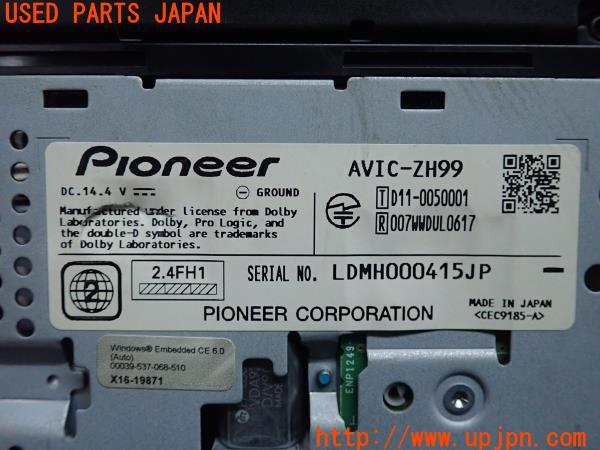 USED PARTS JAPAN
Pioneer
AVIC-ZH99
DC.14.4 V
GROUND
T D11-0050001
R 007WWDUL0617
Manufactured under license from Dolby
Laboratories. Dolby, Pro Logic, and
the double-D symbol are trademarks
of Dolby Laboratories.
2
2.4FH1
SERIAL NO. LDMH000415JP
MADE IN JAPAN
<CEC9185-A>
PIONEER CORPORATION
Windows® Embedded CE 6.0
(Auto)
00039-537-068-510
X16-19871
ENP1249
UPJ
http://www.upjpn.com